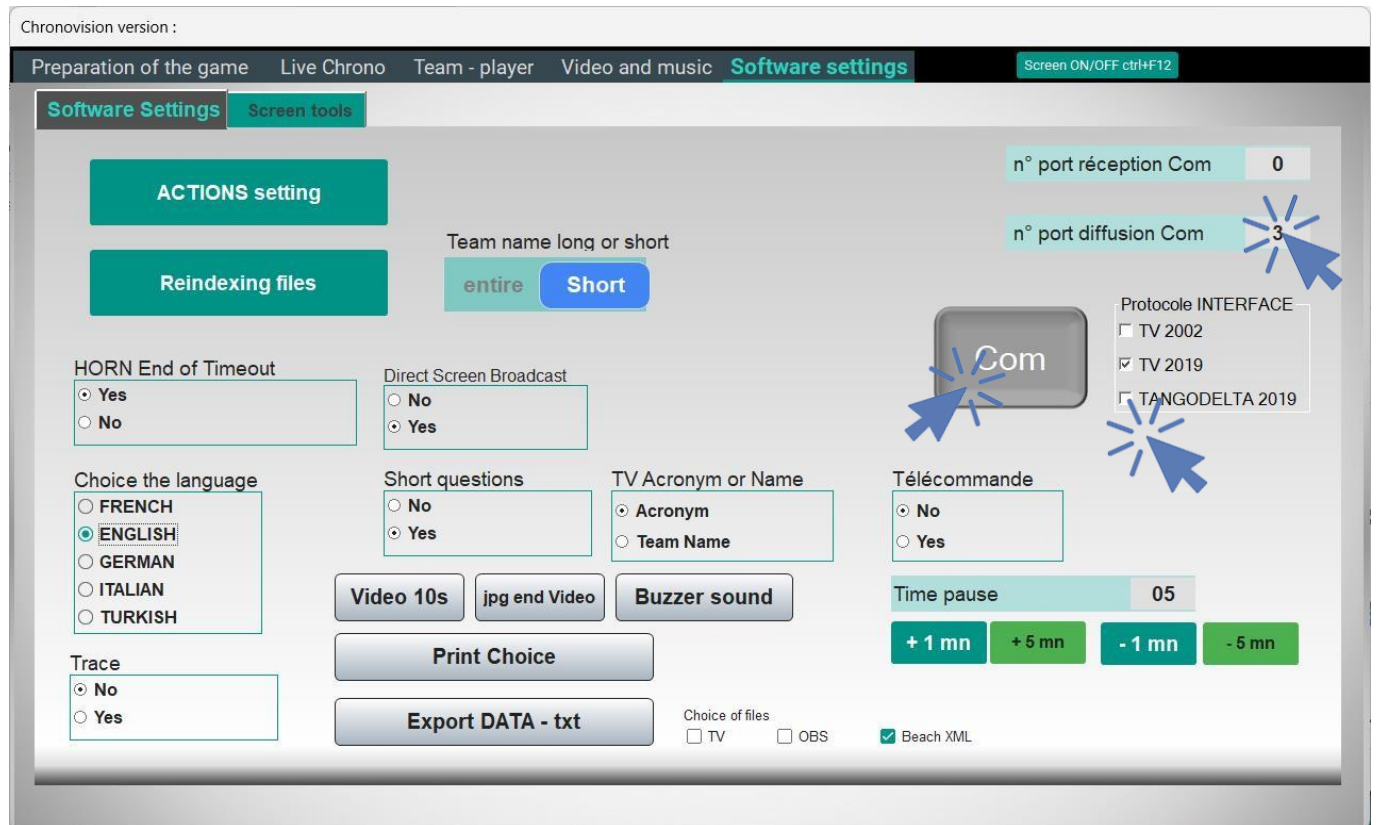 Chronovision version :
Preparation of the game Live Chrono Team - player Video and music Software settings Screen ON/OFF ctrl+F12
Software Settings Screen tools
n° port réception Com 0
ACTIONS setting
n° port diffusion Com 3
Team name long or short
Reindexing files
entire Short
Protocole INTERFACE
TV 2002
Com
TV 2019
TANGODELTA 2019
HORN End of Timeout
Yes
No
Direct Screen Broadcast
No
Yes
Choice the language
FRENCH
ENGLISH
GERMAN
ITALIAN
TURKISH
Short questions
No
Yes
TV Acronym or Name
Acronym
Team Name
Télécommande
No
Yes
Video 10s jpg end Video Buzzer sound
Time pause 05
+ 1 mn + 5 mn - 1 mn - 5 mn
Print Choice
Trace
No
Yes
Export DATA - txt
Choice of files
TV OBS Beach XML